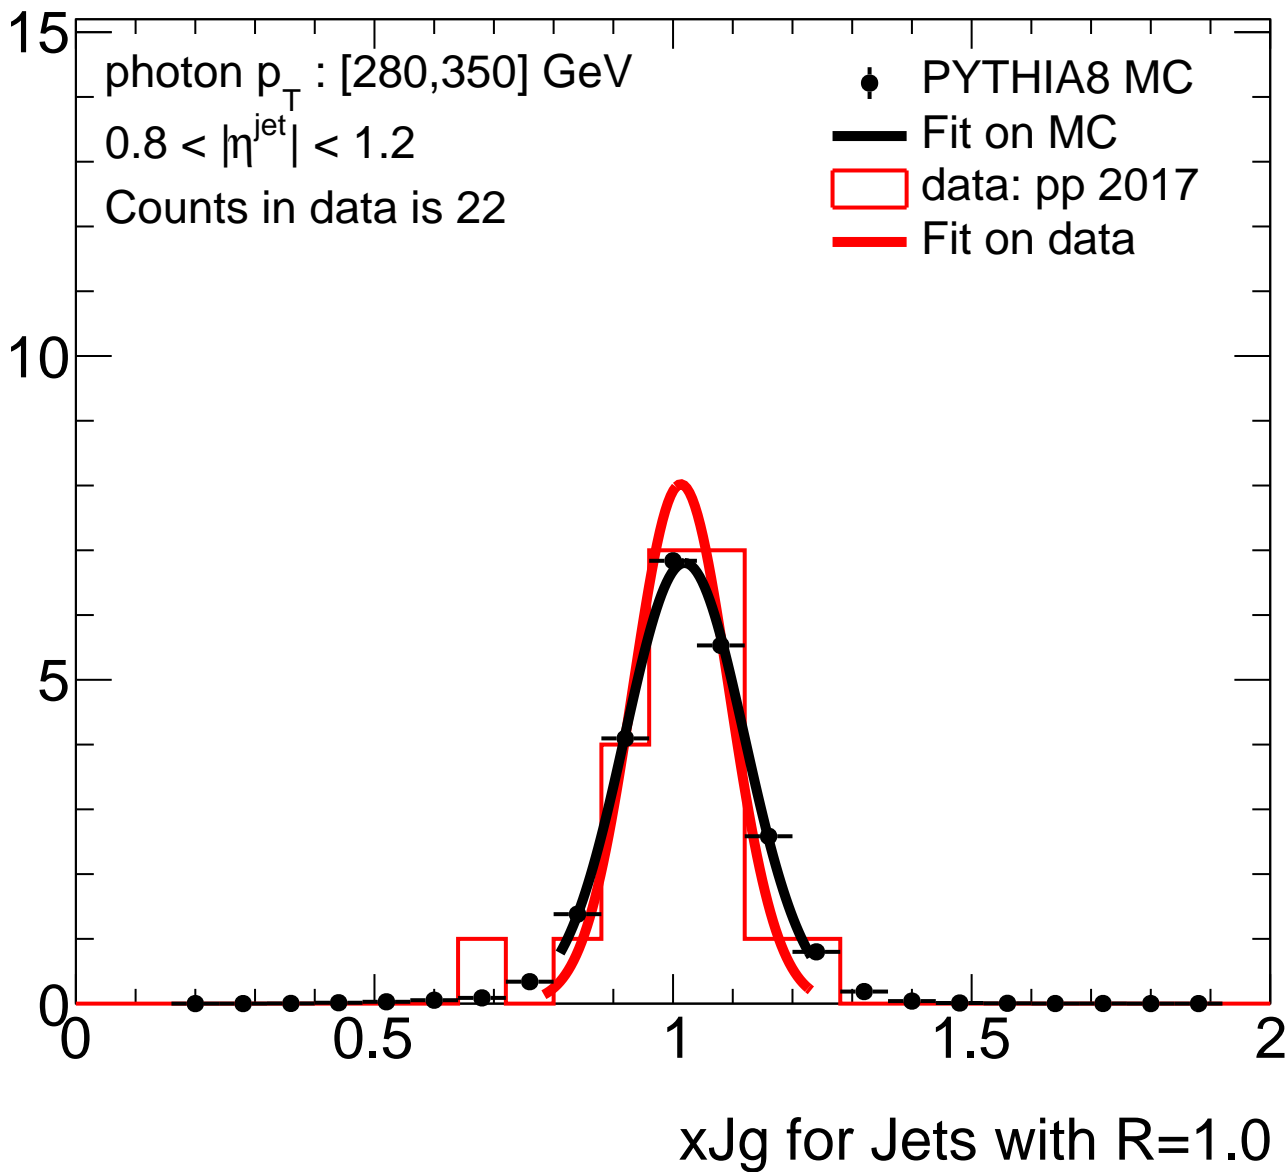 photon p_T : [280,350] GeV
0.8 < |η^jet| < 1.2
Counts in data is 22
PYTHIA8 MC
Fit on MC
data: pp 2017
Fit on data
15
10
5
0
0 0.5 1 1.5 2
xJg for Jets with R=1.0